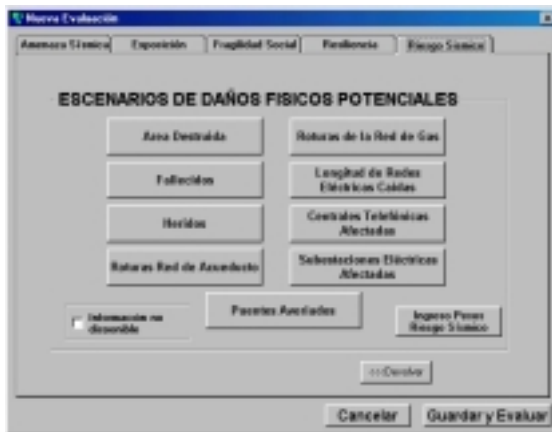 Nueva Evaluación
Amenaza Sísmica
Exposición
Fragilidad Social
Resiliencia
Riesgo Sísmico
ESCENARIOS DE DAÑOS FISICOS POTENCIALES
Area Destruida
Roturas de la Red de Gas
Fallecidos
Longitud de Redes
Eléctricas Caídas
Heridos
Centrales Telefónicas
Afectadas
Roturas Red de Acueducto
Subestaciones Eléctricas
Afectadas
Puentes Averiados
Información no
disponible
Ingreso Pesos
Riesgo Sísmico
<<Devolver
Cancelar
Guardar y Evaluar